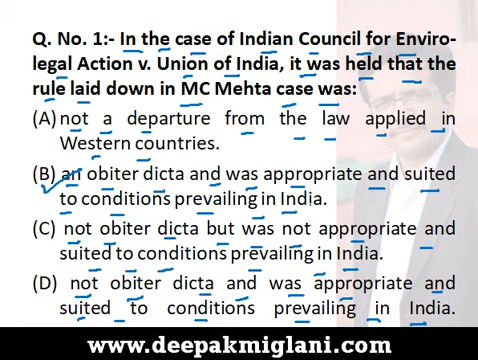 Q. No. 1:- In the case of Indian Council for Enviro-
legal Action v. Union of India, it was held that the
rule laid down in MC Mehta case was:
(A) not a departure from the law applied in
Western countries.
(B) an obiter dicta and was appropriate and suited
to conditions prevailing in India.
(C) not obiter dicta but was not appropriate and
suited to conditions prevailing in India.
(D) not obiter dicta and was appropriate and
suited to conditions prevailing in India.
www.deepakmiglani.com